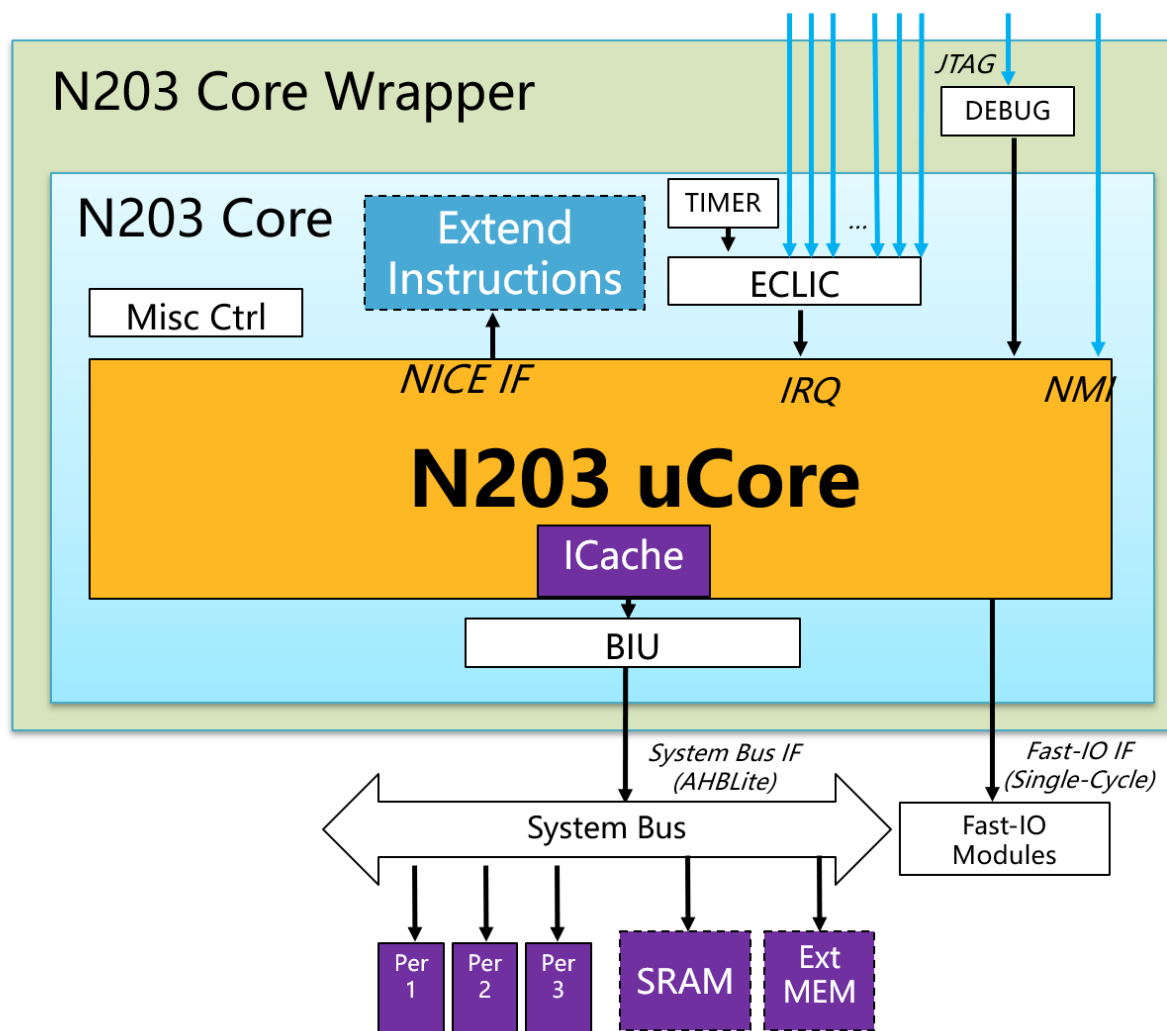 JTAG
N203 Core Wrapper
DEBUG
N203 Core
TIMER
Extend
Instructions
...
ECLIC
Misc Ctrl
NICE IF
IRQ
NMI
N203 uCore
ICache
BIU
System Bus IF
(AHBLite)
Fast-IO IF
(Single-Cycle)
System Bus
Fast-IO
Modules
Per
1
Per
2
Per
3
SRAM
Ext
MEM